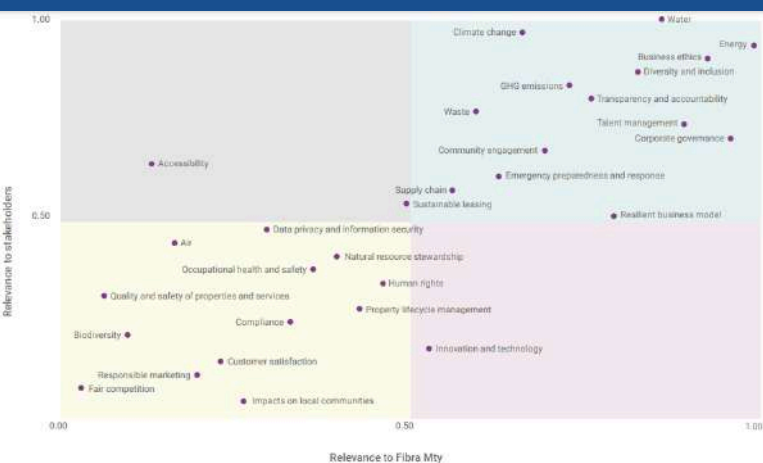 1.00
Water
Climate change
Energy
Business ethics
Diversity and inclusion
GHG emissions
Transparency and accountability
Waste
Talent management
Corporate governance
Community engagement
Accessibility
Emergency preparedness and response
Supply chain
Sustainable leasing
0.50
Resilient business model
Data privacy and information security
Air
Natural resource stewardship
Occupational health and safety
Human rights
Quality and safety of properties and services
Property lifecycle management
Compliance
Biodiversity
Innovation and technology
Customer satisfaction
Responsible marketing
Fair competition
Impacts on local communities
0.00
0.50
1.00
Relevance to stakeholders
Relevance to Fibra Mty